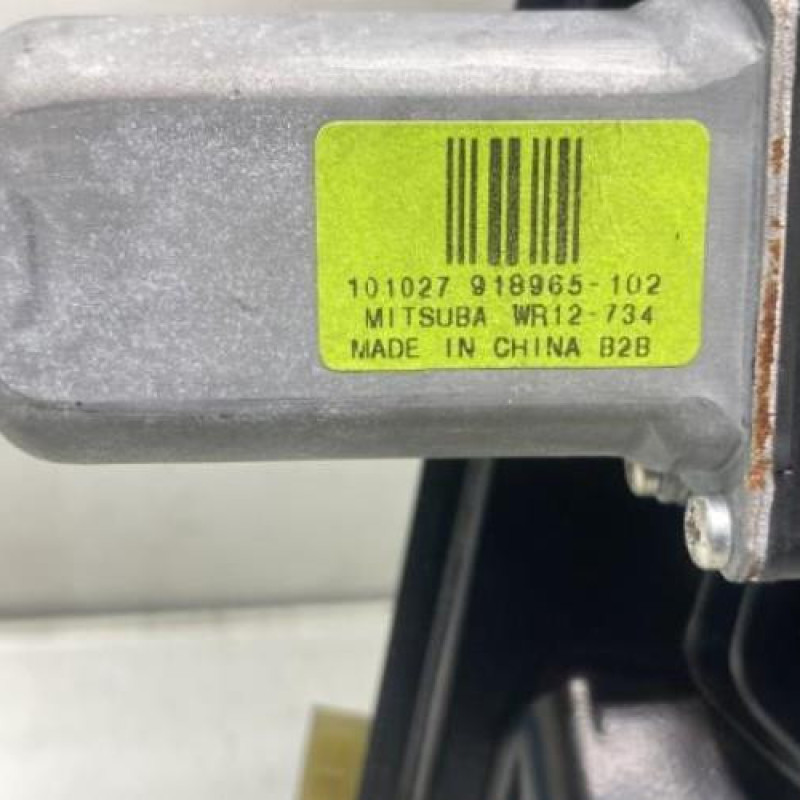 101027 918965-102
MITSUBA WR12-734
MADE IN CHINA B2B